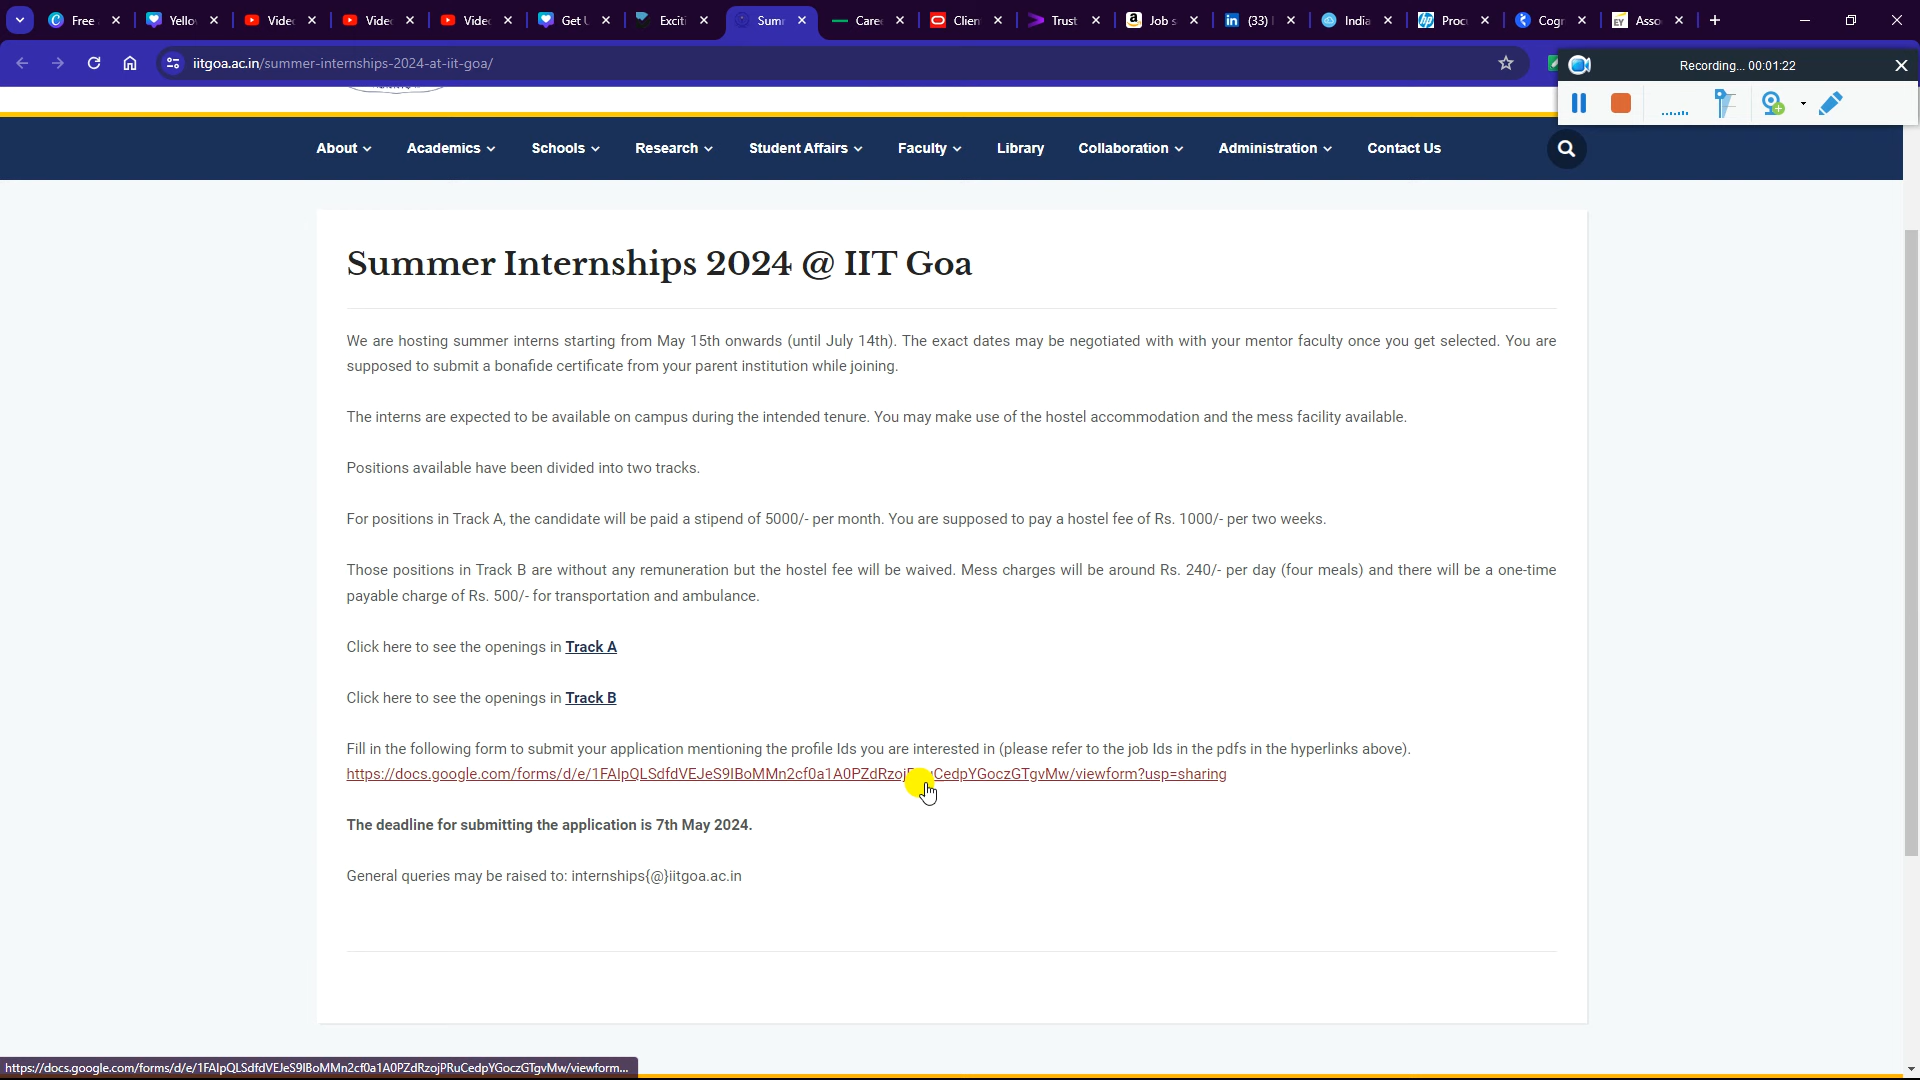 Free
Yello
Vide
Vide
Vide
Get U
Exciti
Sum
Care
Clien
Trust
Job s
(33)
India
Proc
Cogn
Asso
iitgoa.ac.in/summer-internships-2024-at-iit-goa/
Recording... 00:01:22
About
Academics
Schools
Research
Student Affairs
Faculty
Library
Collaboration
Administration
Contact Us
Summer Internships 2024 @ IIT Goa
We are hosting summer interns starting from May 15th onwards (until July 14th). The exact dates may be negotiated with with your mentor faculty once you get selected. You are
supposed to submit a bonafide certificate from your parent institution while joining.
The interns are expected to be available on campus during the intended tenure. You may make use of the hostel accommodation and the mess facility available.
Positions available have been divided into two tracks.
For positions in Track A, the candidate will be paid a stipend of 5000/- per month. You are supposed to pay a hostel fee of Rs. 1000/- per two weeks.
Those positions in Track B are without any remuneration but the hostel fee will be waived. Mess charges will be around Rs. 240/- per day (four meals) and there will be a one-time
payable charge of Rs. 500/- for transportation and ambulance.
Click here to see the openings in Track A
Click here to see the openings in Track B
Fill in the following form to submit your application mentioning the profile Ids you are interested in (please refer to the job Ids in the pdfs in the hyperlinks above).
https://docs.google.com/forms/d/e/1FAIpQLSdfdVEJeS9IBoMMn2cf0a1A0PZdRzojPRuCedpYGoczGTgvMw/viewform?usp=sharing
The deadline for submitting the application is 7th May 2024.
General queries may be raised to: internships{@}iitgoa.ac.in
https://docs.google.com/forms/d/e/1FAIpQLSdfdVEJeS9IBoMMn2cf0a1A0PZdRzojPRuCedpYGoczGTgvMw/viewform...